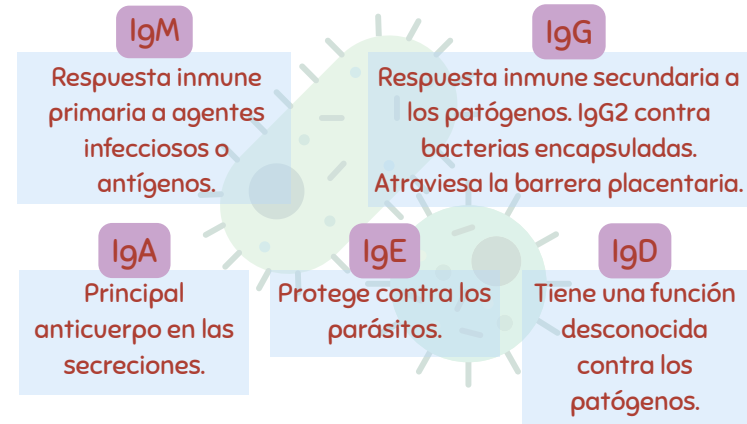 IgM
Respuesta inmune
primaria a agentes
infecciosos o
antígenos.
IgG
Respuesta inmune secundaria a
los patógenos. IgG2 contra
bacterias encapsuladas.
Atraviesa la barrera placentaria.
IgA
Principal
anticuerpo en las
secreciones.
IgE
Protege contra los
parásitos.
IgD
Tiene una función
desconocida
contra los
patógenos.